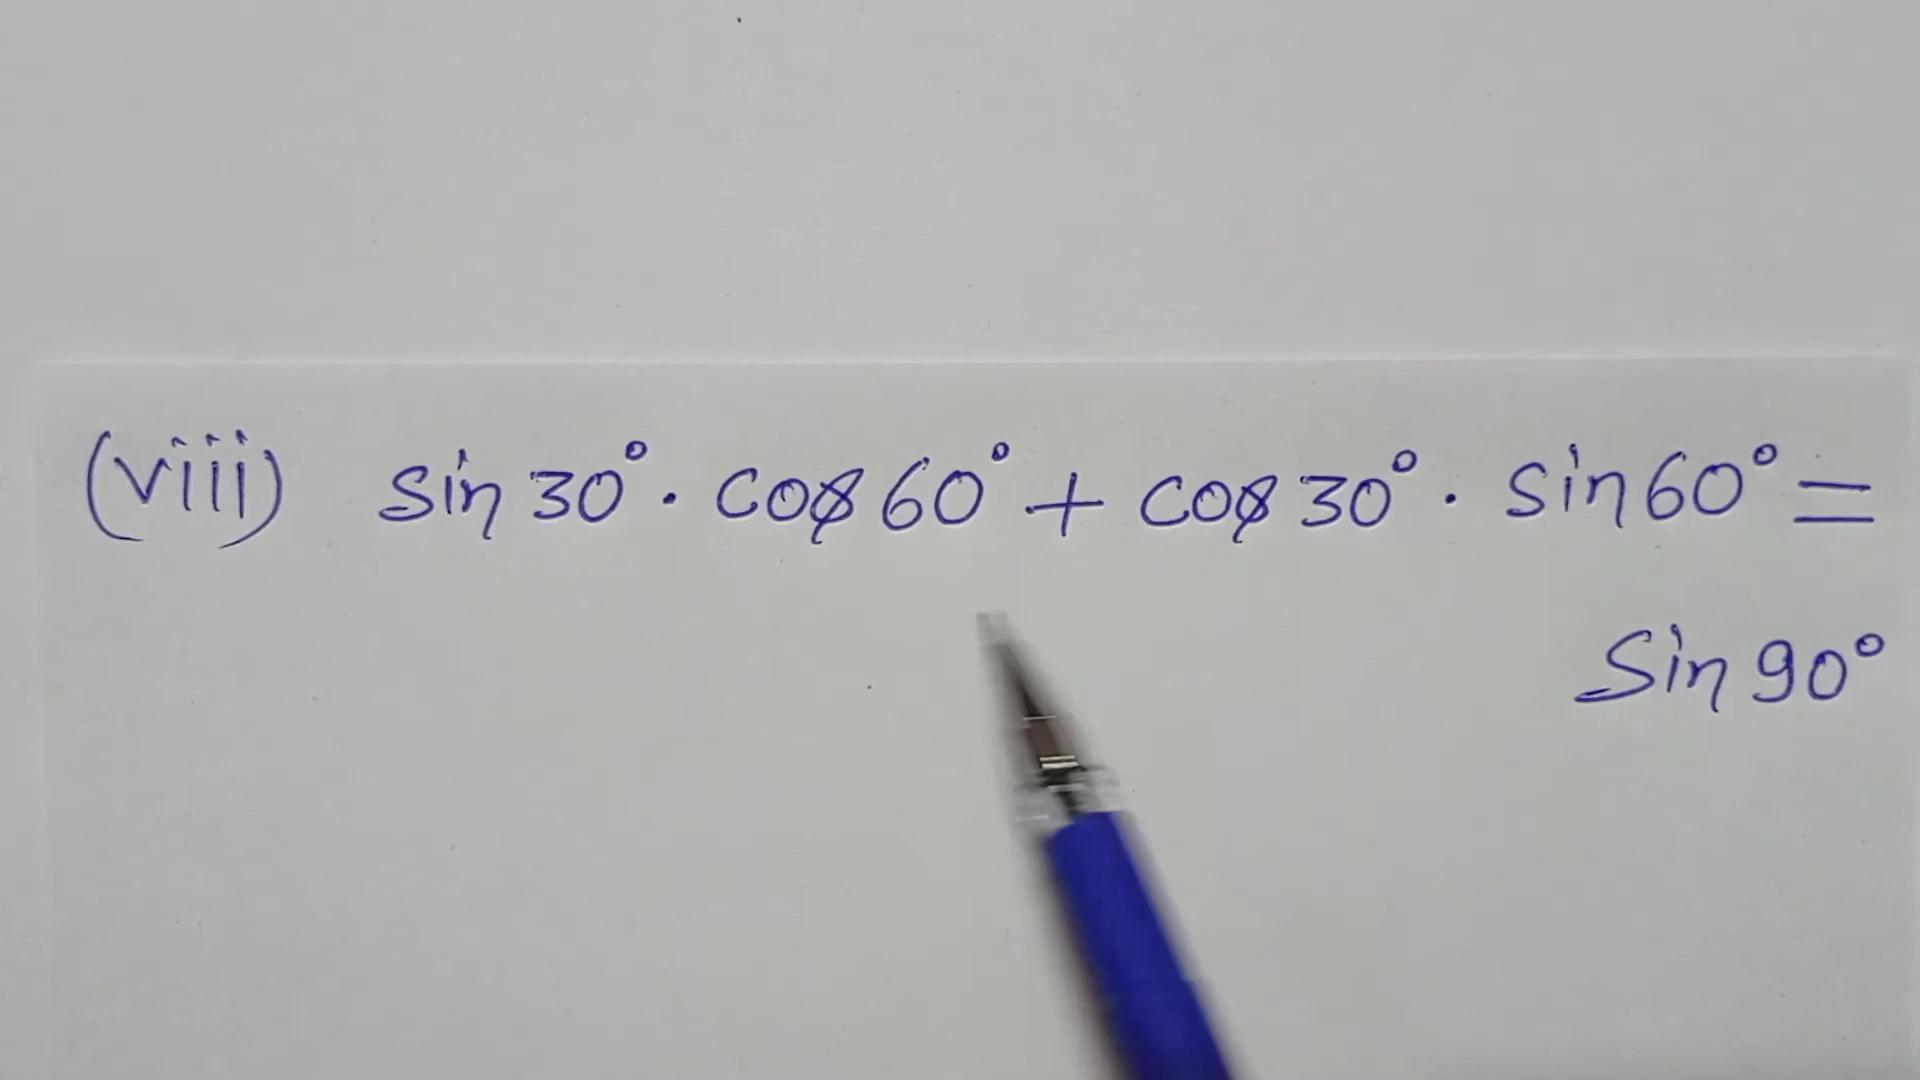 (viii) sin 30° · cos 60° + cos 30° · sin 60° =
Sin 90°